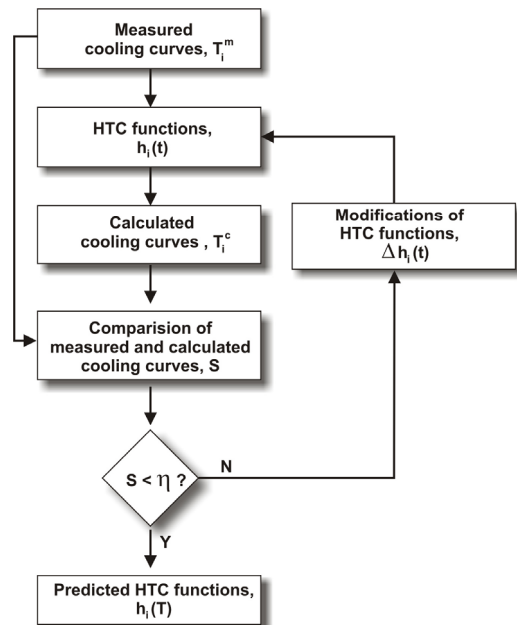 Measured
cooling curves, T_i^m
HTC functions,
h_i(t)
Calculated
cooling curves , T_i^c
Modifications of
HTC functions,
Δ h_i(t)
Comparision of
measured and calculated
cooling curves, S
S < η ?
N
Y
Predicted HTC functions,
h_i(T)